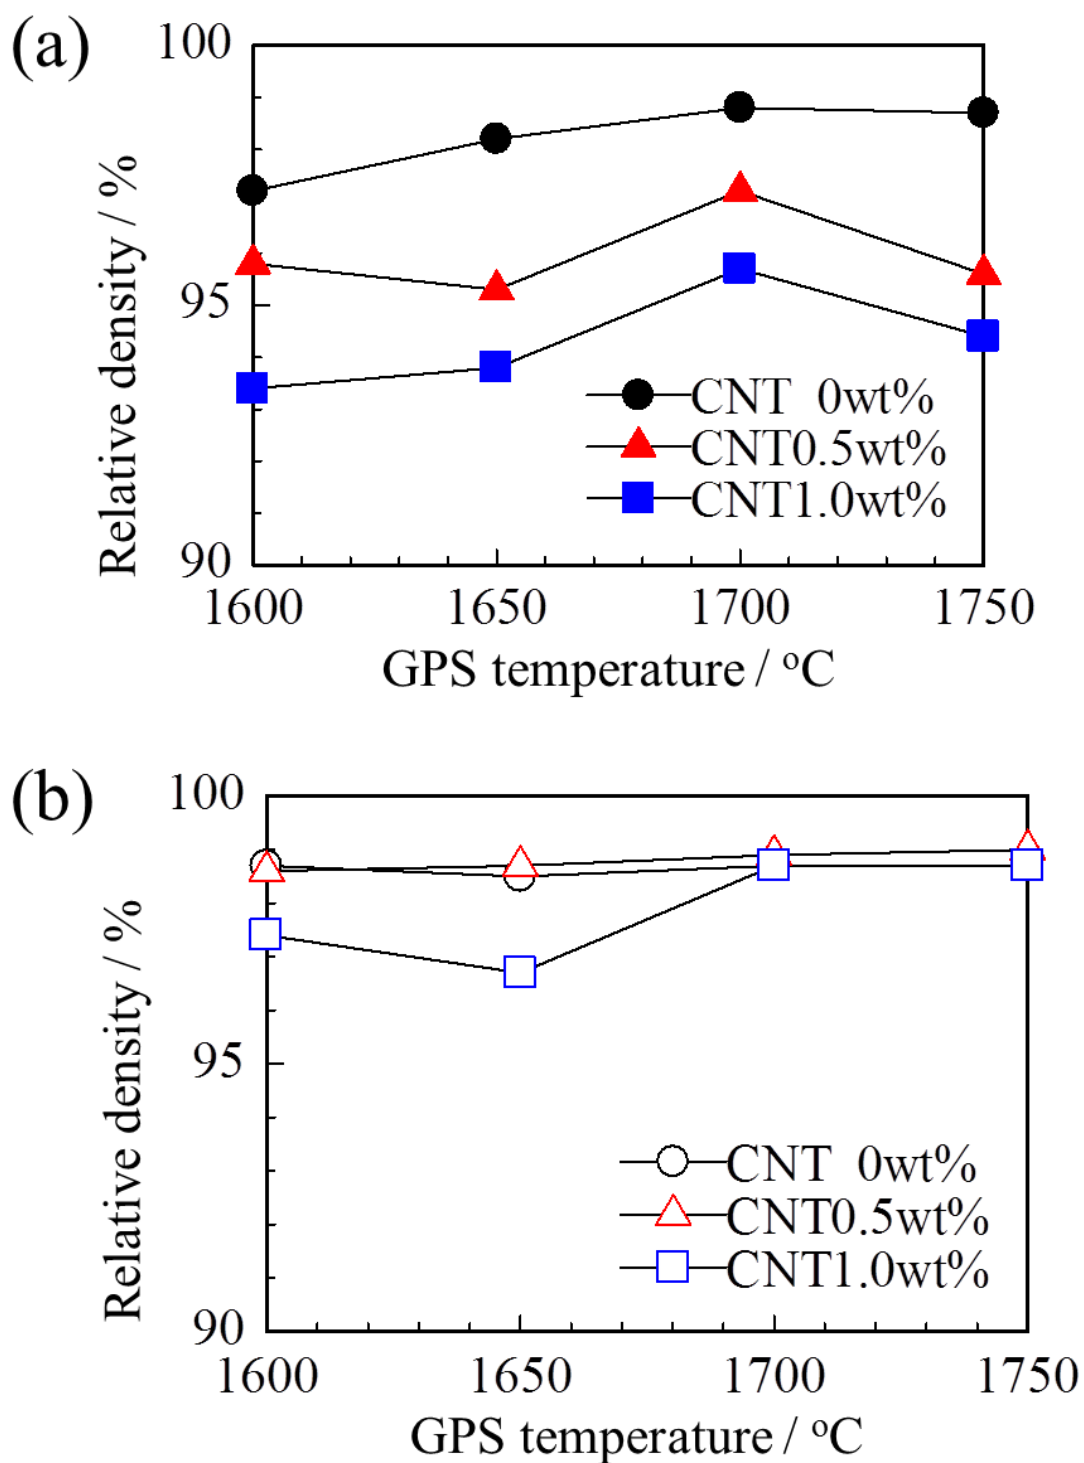 (a)
100
95
90
Relative density / %
CNT 0wt%
CNT0.5wt%
CNT1.0wt%
1600 1650 1700 1750
GPS temperature / °C
(b)
100
95
90
Relative density / %
CNT 0wt%
CNT0.5wt%
CNT1.0wt%
1600 1650 1700 1750
GPS temperature / °C